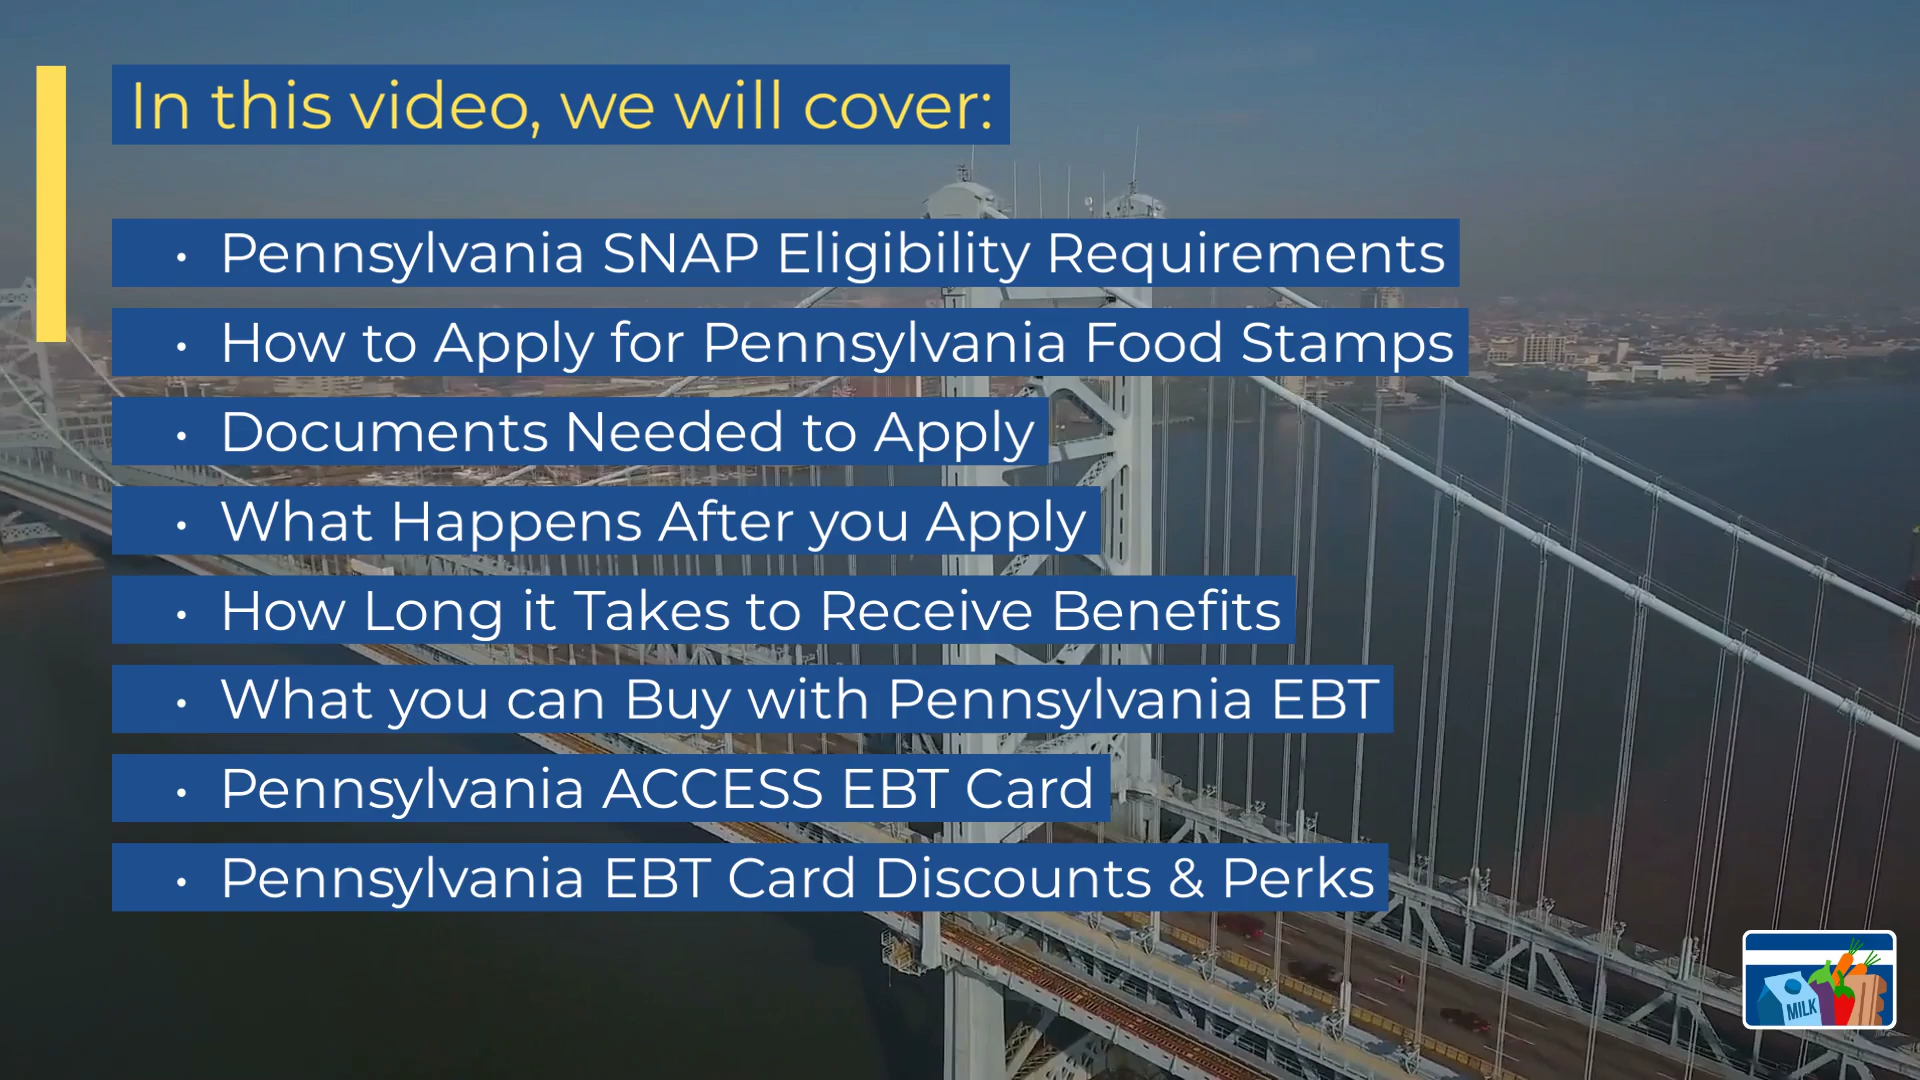 In this video, we will cover:
• Pennsylvania SNAP Eligibility Requirements
• How to Apply for Pennsylvania Food Stamps
• Documents Needed to Apply
• What Happens After you Apply
• How Long it Takes to Receive Benefits
• What you can Buy with Pennsylvania EBT
• Pennsylvania ACCESS EBT Card
• Pennsylvania EBT Card Discounts & Perks
MILK